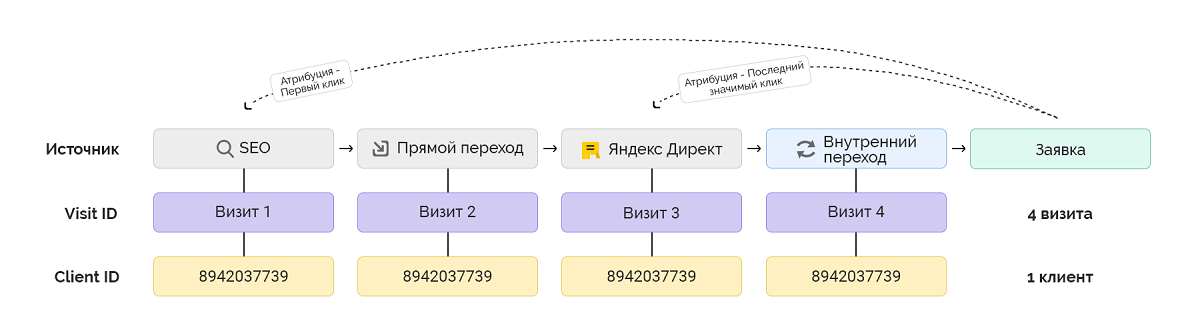 Атрибуция -
Первый клик
Атрибуция - Последний
значимый клик
Источник
SEO
Прямой переход
Яндекс Директ
Внутренний
переход
Заявка
Visit ID
Визит 1
Визит 2
Визит 3
Визит 4
4 визита
Client ID
8942037739
8942037739
8942037739
8942037739
1 клиент